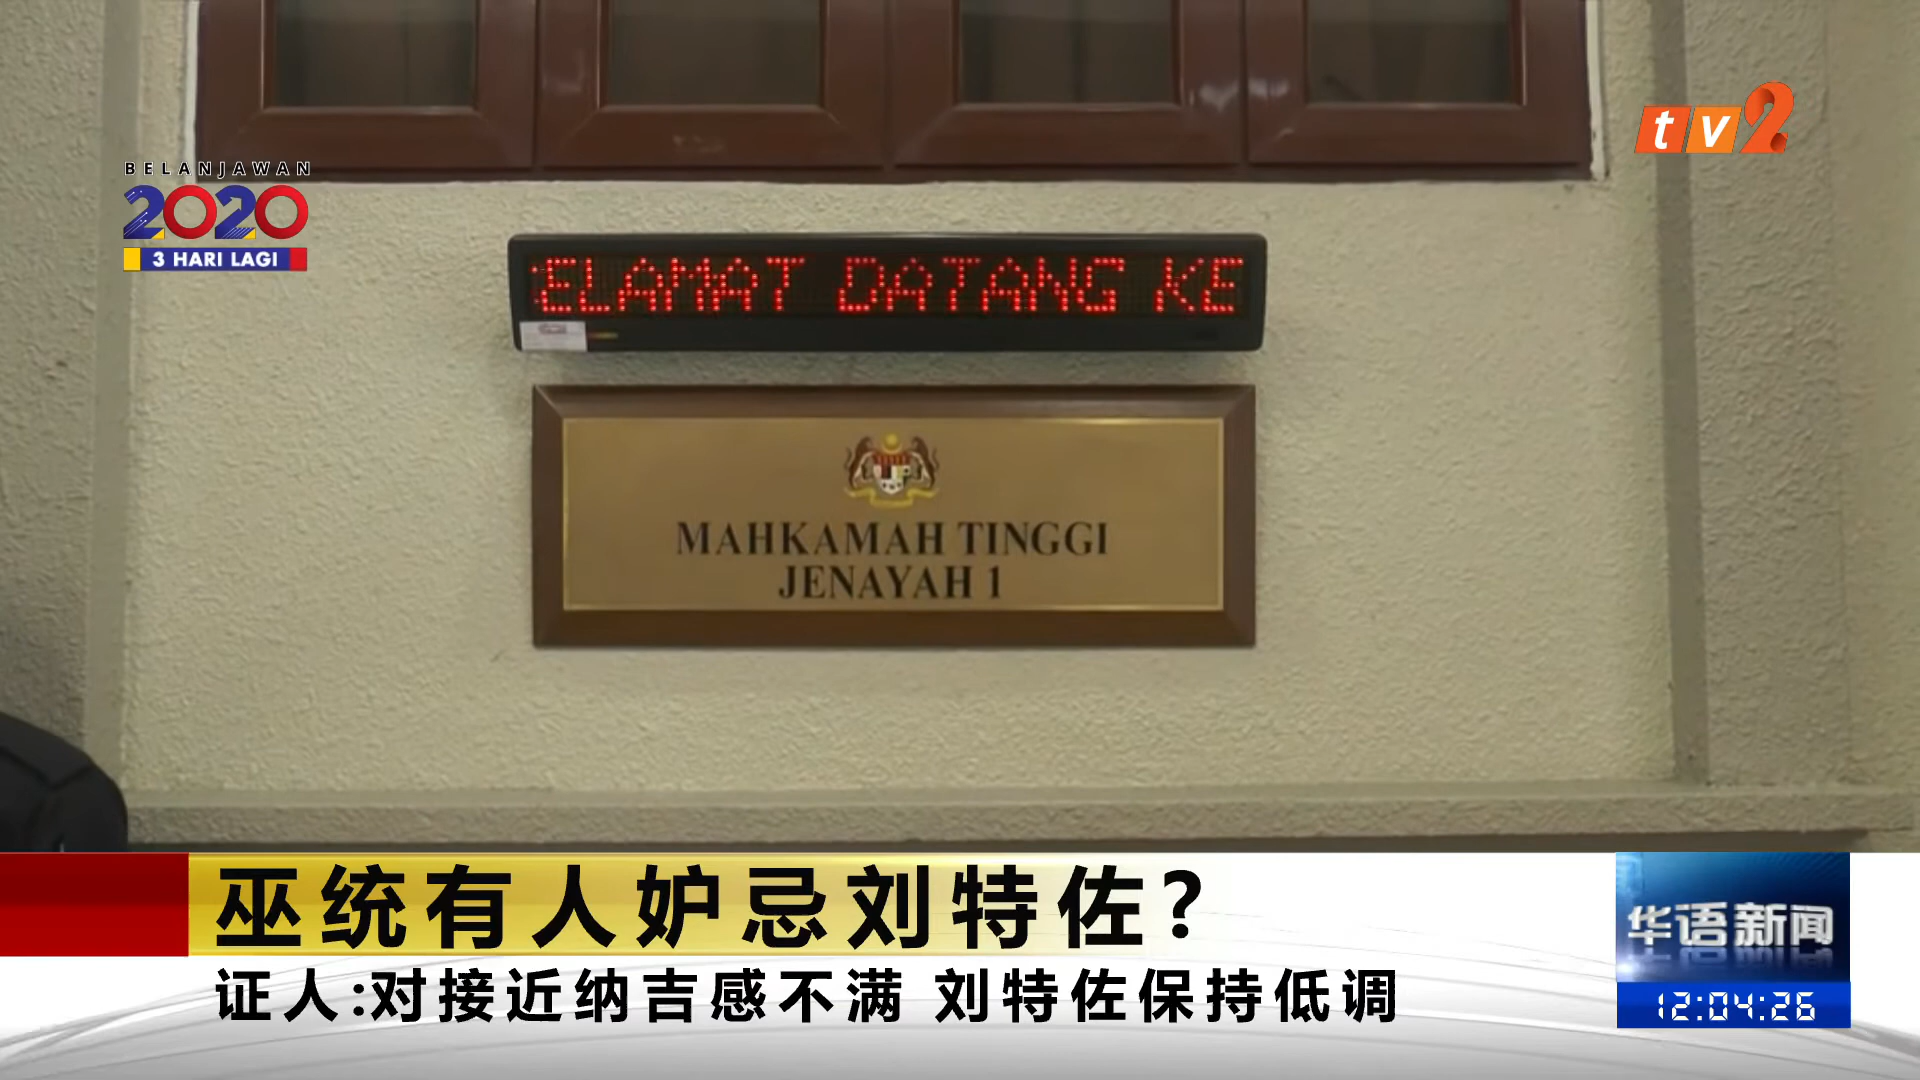 tv2
BELANJAWAN
2020
3 HARI LAGI
ELAMAT DATANG KE
MAHKAMAH TINGGI
JENAYAH 1
巫统有人妒忌刘特佐?
证人:对接近纳吉感不满 刘特佐保持低调
华语新闻
12:04:26